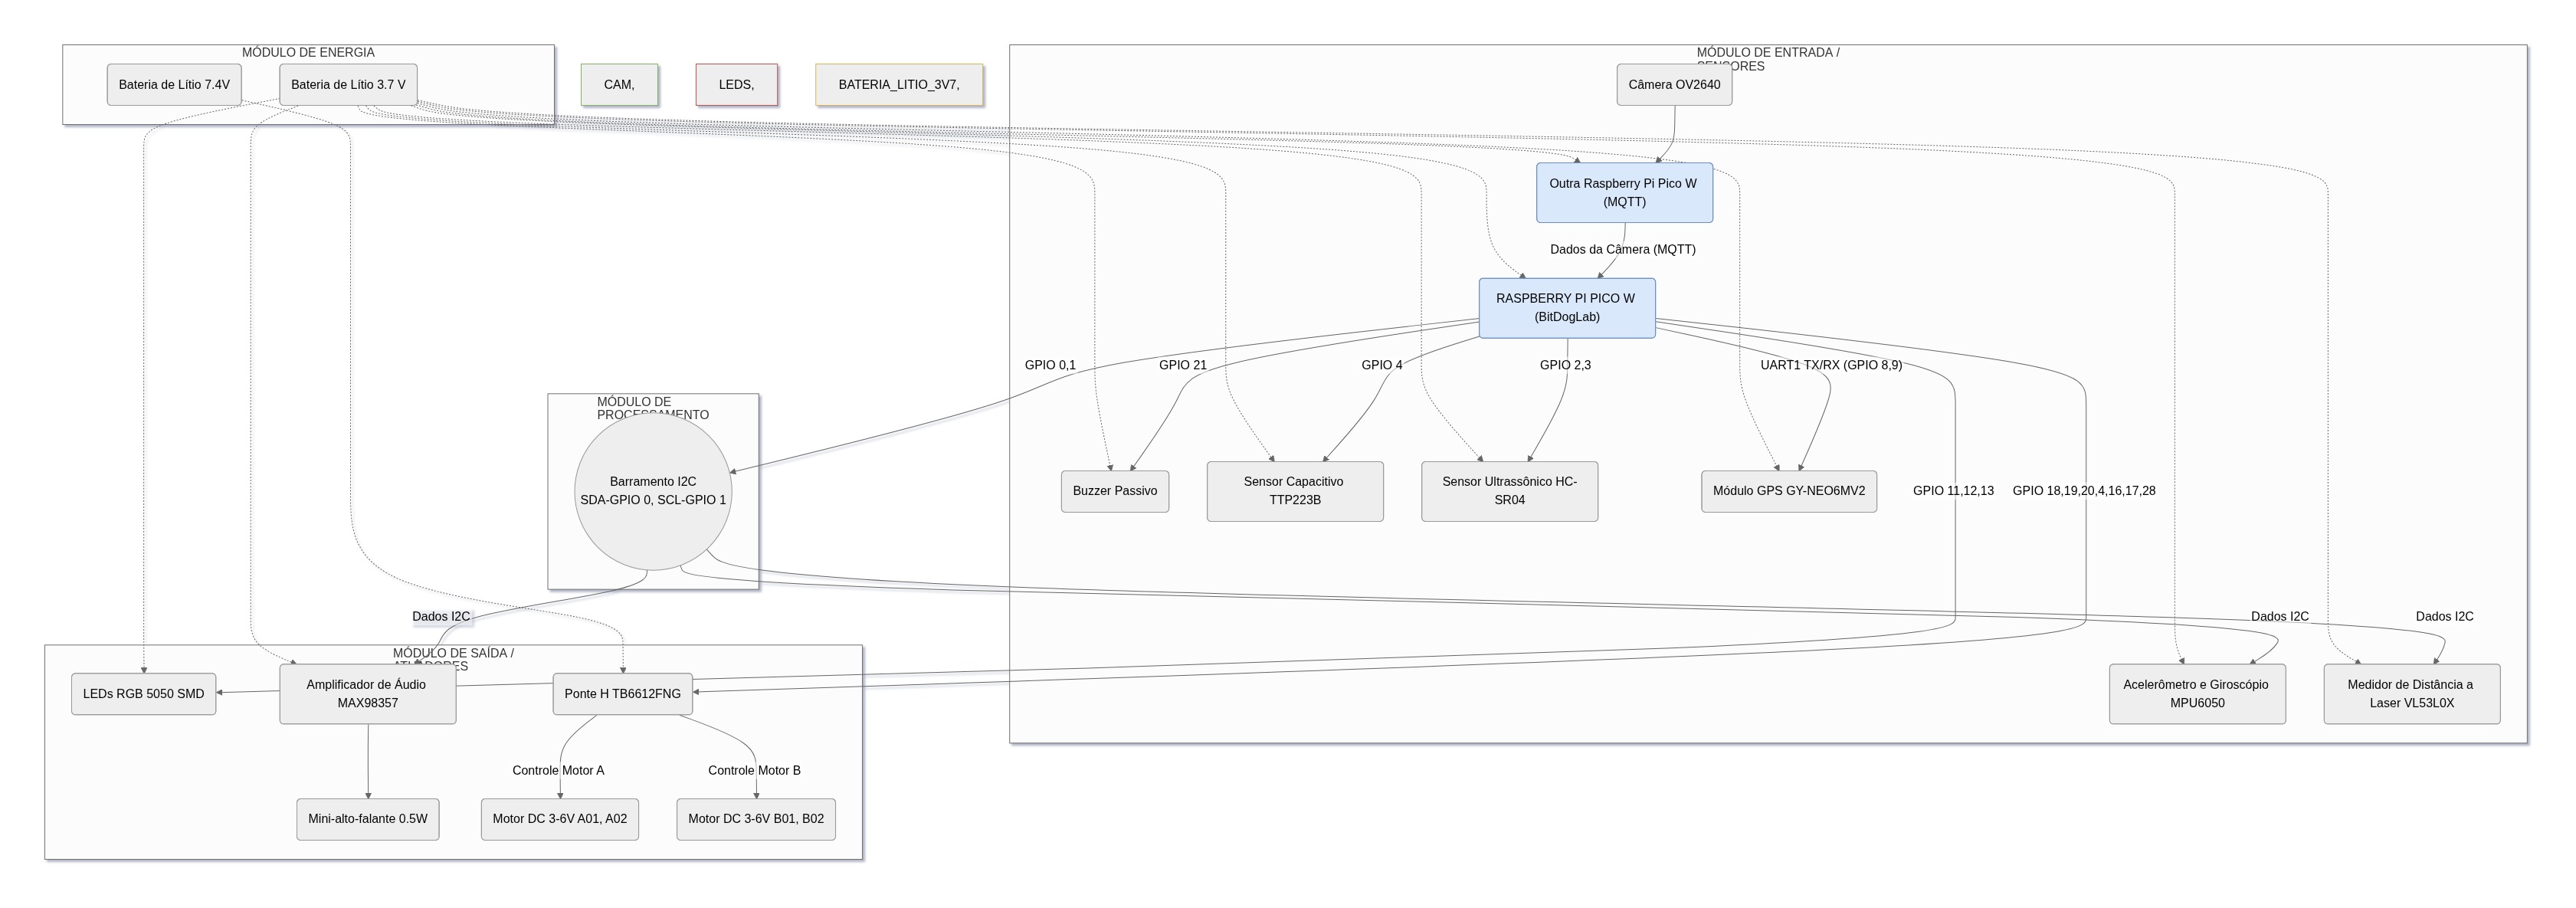 MÓDULO DE ENERGIA
Bateria de Lítio 7.4V
Bateria de Lítio 3.7 V
CAM,
LEDS,
BATERIA_LITIO_3V7,
MÓDULO DE ENTRADA /
SENSORES
Câmera OV2640
Outra Raspberry Pi Pico W
(MQTT)
Dados da Câmera (MQTT)
RASPBERRY PI PICO W
(BitDogLab)
GPIO 0,1
GPIO 21
GPIO 4
GPIO 2,3
UART1 TX/RX (GPIO 8,9)
MÓDULO DE
PROCESSAMENTO
Barramento I2C
SDA-GPIO 0, SCL-GPIO 1
Buzzer Passivo
Sensor Capacitivo
TTP223B
Sensor Ultrassônico HC-
SR04
Módulo GPS GY-NEO6MV2
GPIO 11,12,13
GPIO 18,19,20,4,16,17,28
Dados I2C
Dados I2C
Dados I2C
MÓDULO DE SAÍDA /
ATUADORES
LEDs RGB 5050 SMD
Amplificador de Áudio
MAX98357
Ponte H TB6612FNG
Acelerômetro e Giroscópio
MPU6050
Medidor de Distância a
Laser VL53L0X
Controle Motor A
Controle Motor B
Mini-alto-falante 0.5W
Motor DC 3-6V A01, A02
Motor DC 3-6V B01, B02